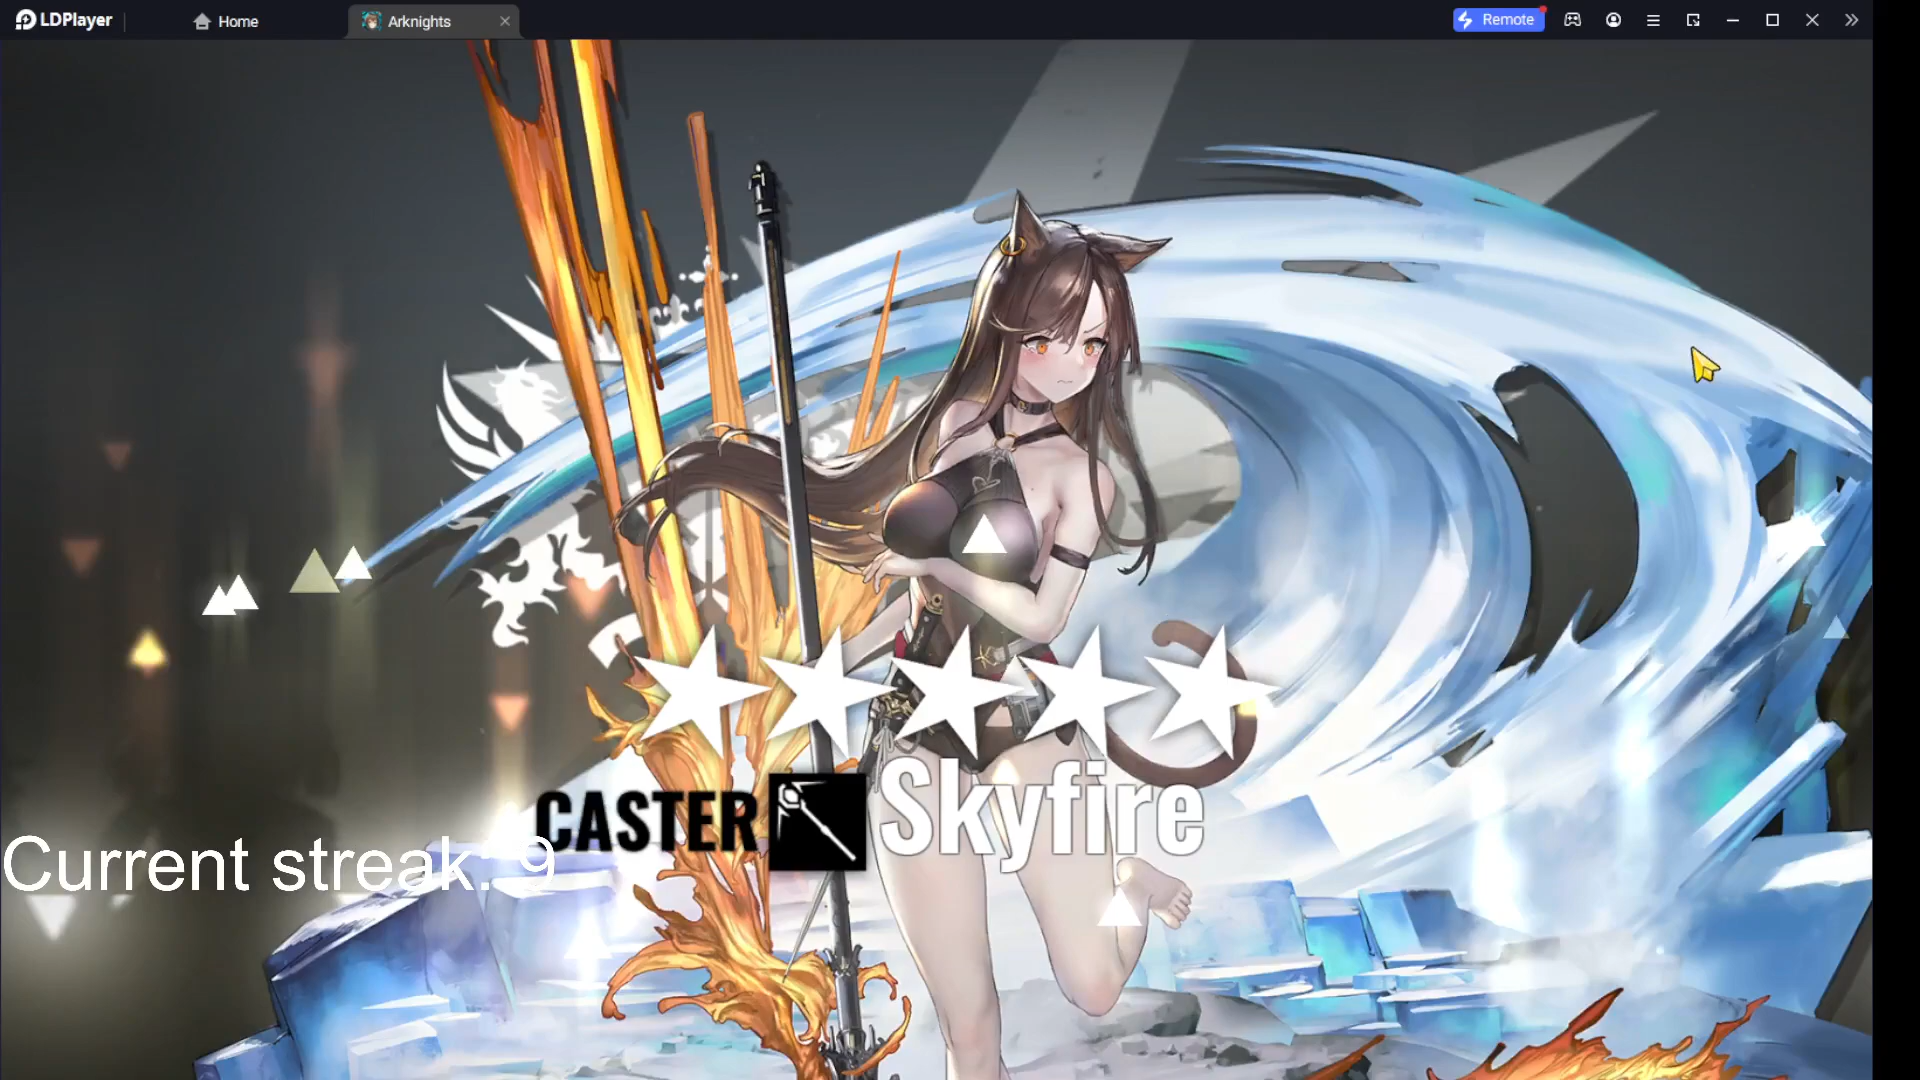 LDPlayer
Home
Arknights
Remote
CASTER
Skyfire
Current streak: 9